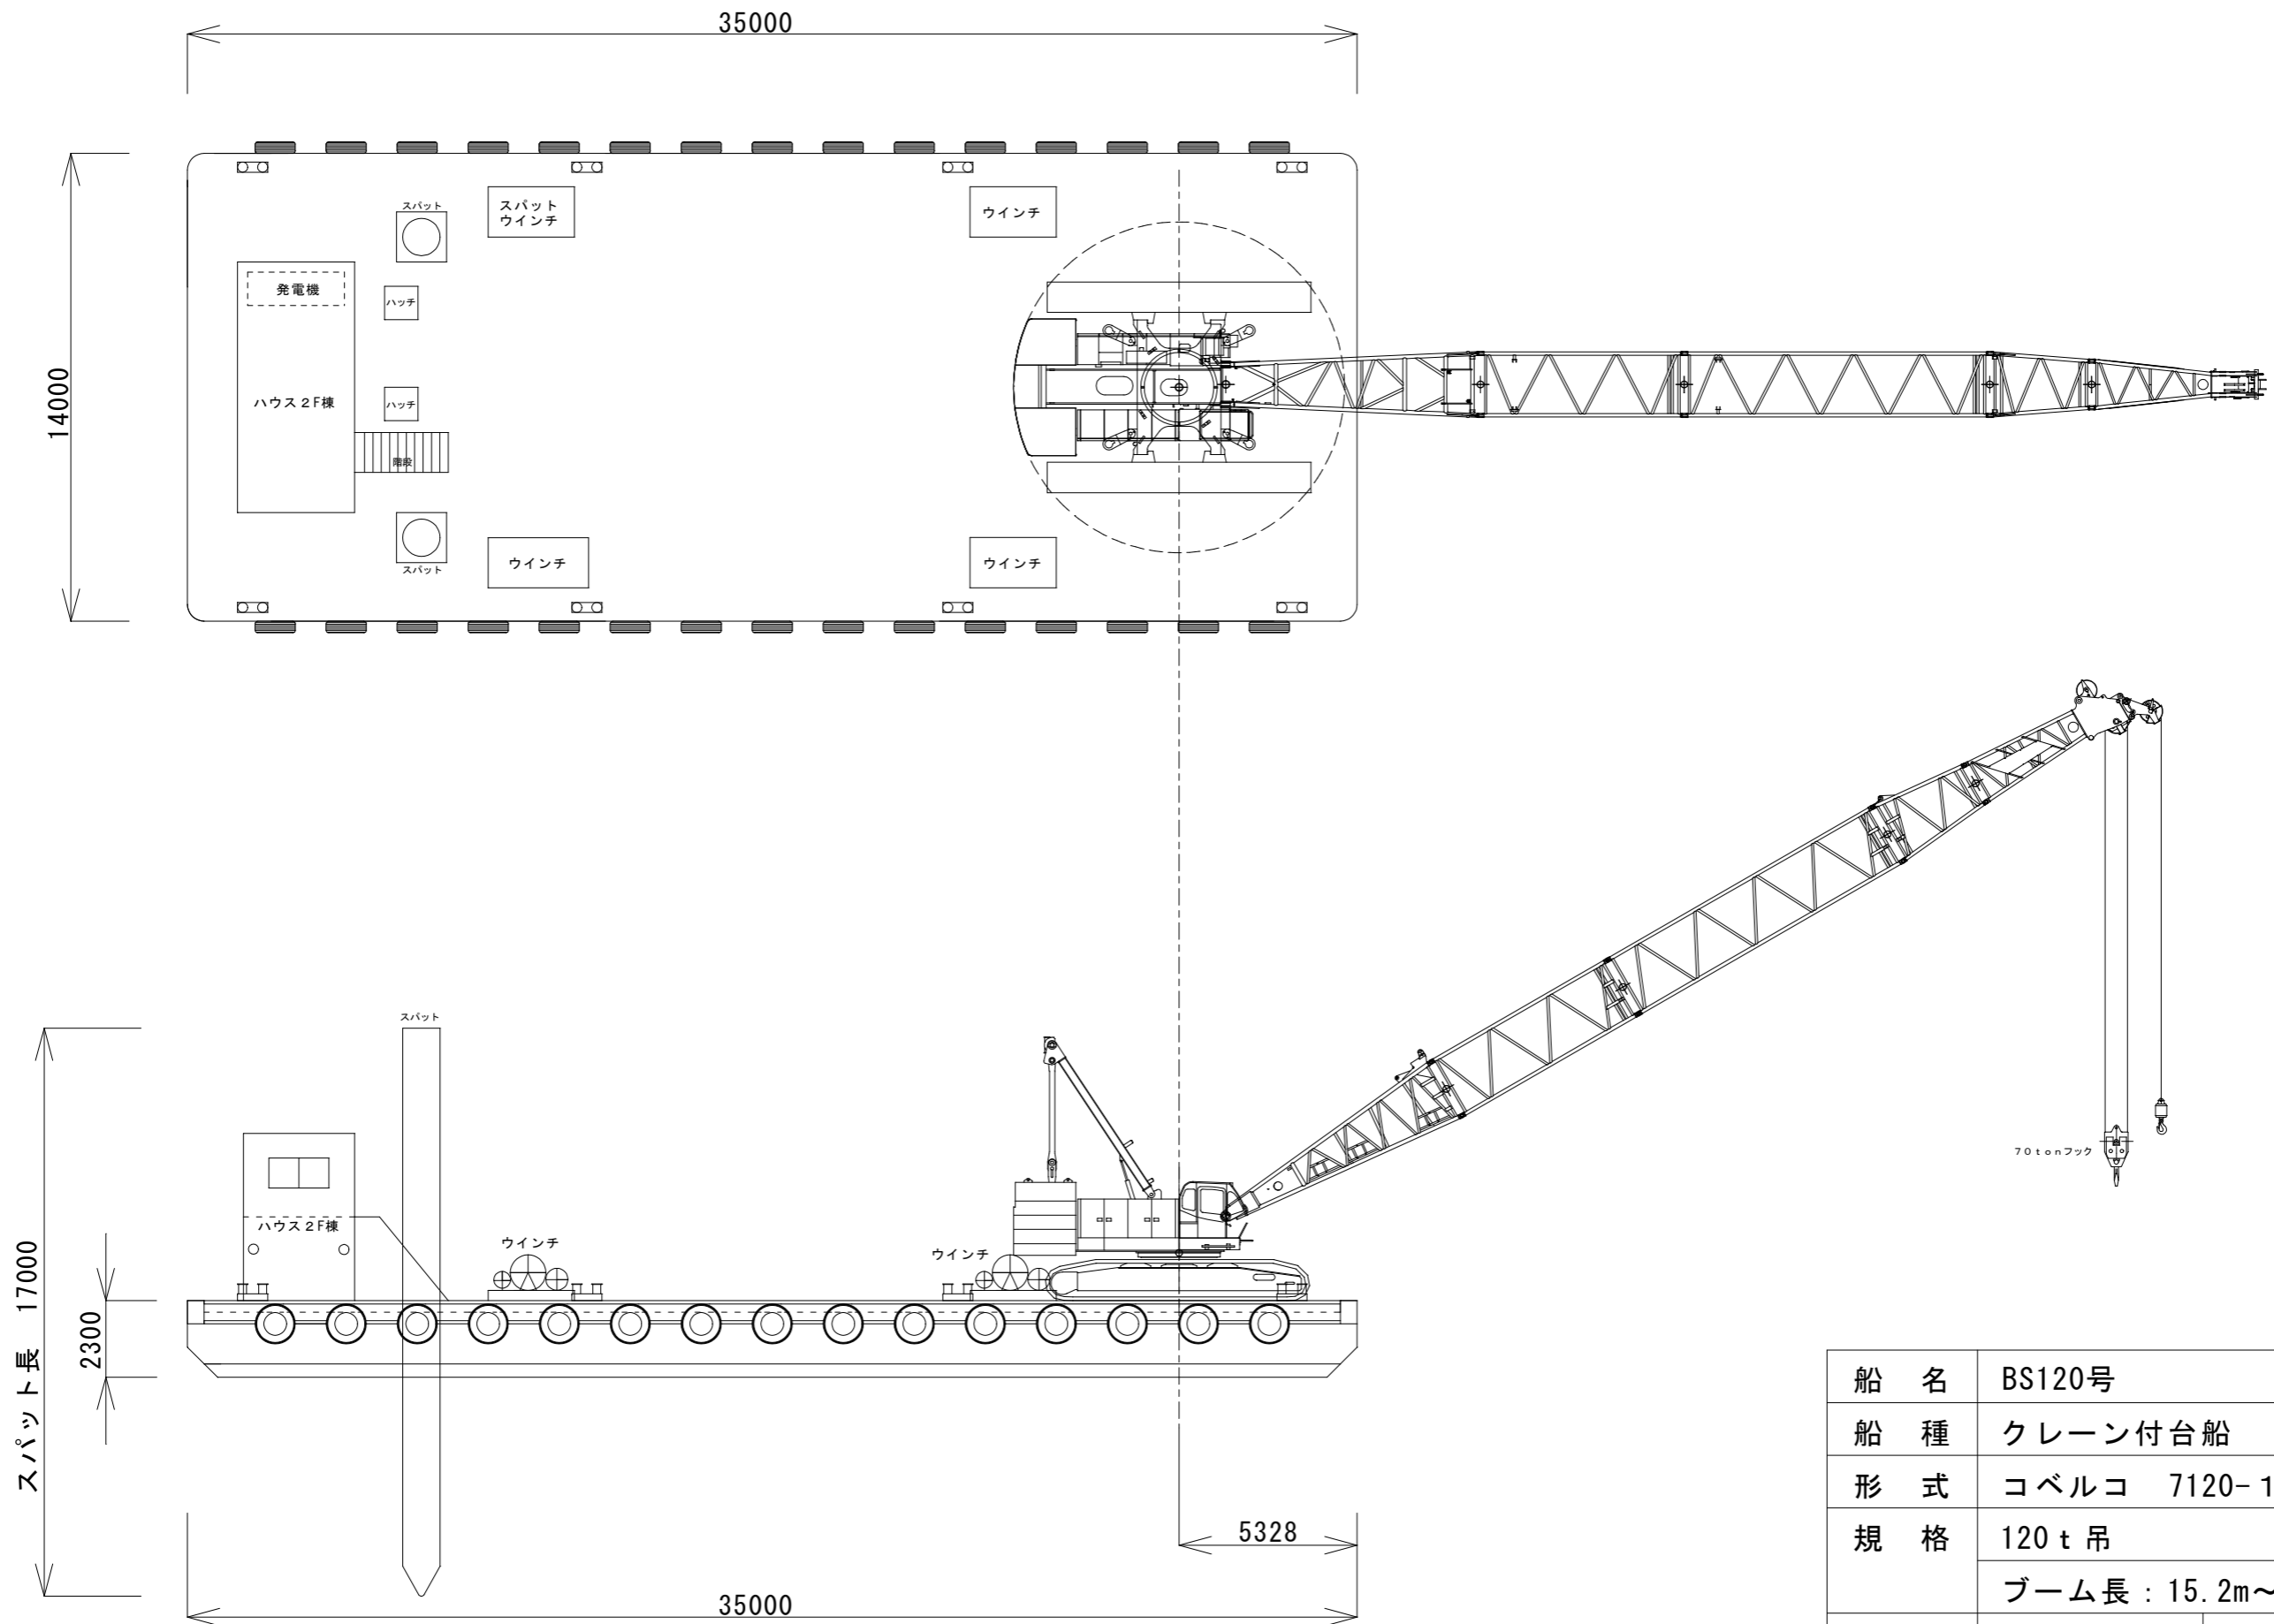 35000
14000
スパット
スパット
ウインチ
ウインチ
発電機
ハッチ
ハウス2F棟
ハッチ
階段
スパット
ウインチ
ウインチ
スパット
70tonフック
ハウス2F棟
ウインチ
ウインチ
スパット長 17000
2300
5328
35000
船 名 BS120号
船 種 クレーン付台船
形 式 コベルコ 7120-1
規 格 120t吊
ブーム長:15.2m~